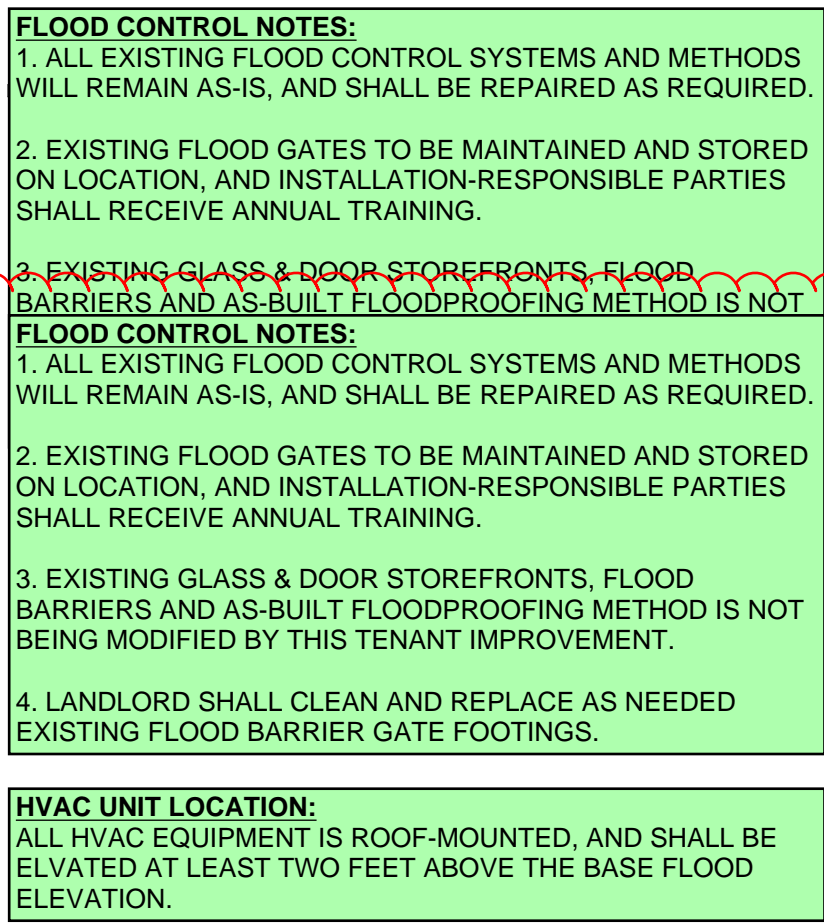 FLOOD CONTROL NOTES:
1. ALL EXISTING FLOOD CONTROL SYSTEMS AND METHODS
WILL REMAIN AS-IS, AND SHALL BE REPAIRED AS REQUIRED.
2. EXISTING FLOOD GATES TO BE MAINTAINED AND STORED
ON LOCATION, AND INSTALLATION-RESPONSIBLE PARTIES
SHALL RECEIVE ANNUAL TRAINING.
3. EXISTING GLASS & DOOR STOREFRONTS, FLOOD
BARRIERS AND AS-BUILT FLOODPROOFING METHOD IS NOT
FLOOD CONTROL NOTES:
1. ALL EXISTING FLOOD CONTROL SYSTEMS AND METHODS
WILL REMAIN AS-IS, AND SHALL BE REPAIRED AS REQUIRED.
2. EXISTING FLOOD GATES TO BE MAINTAINED AND STORED
ON LOCATION, AND INSTALLATION-RESPONSIBLE PARTIES
SHALL RECEIVE ANNUAL TRAINING.
3. EXISTING GLASS & DOOR STOREFRONTS, FLOOD
BARRIERS AND AS-BUILT FLOODPROOFING METHOD IS NOT
BEING MODIFIED BY THIS TENANT IMPROVEMENT.
4. LANDLORD SHALL CLEAN AND REPLACE AS NEEDED
EXISTING FLOOD BARRIER GATE FOOTINGS.
HVAC UNIT LOCATION:
ALL HVAC EQUIPMENT IS ROOF-MOUNTED, AND SHALL BE
ELVATED AT LEAST TWO FEET ABOVE THE BASE FLOOD
ELEVATION.